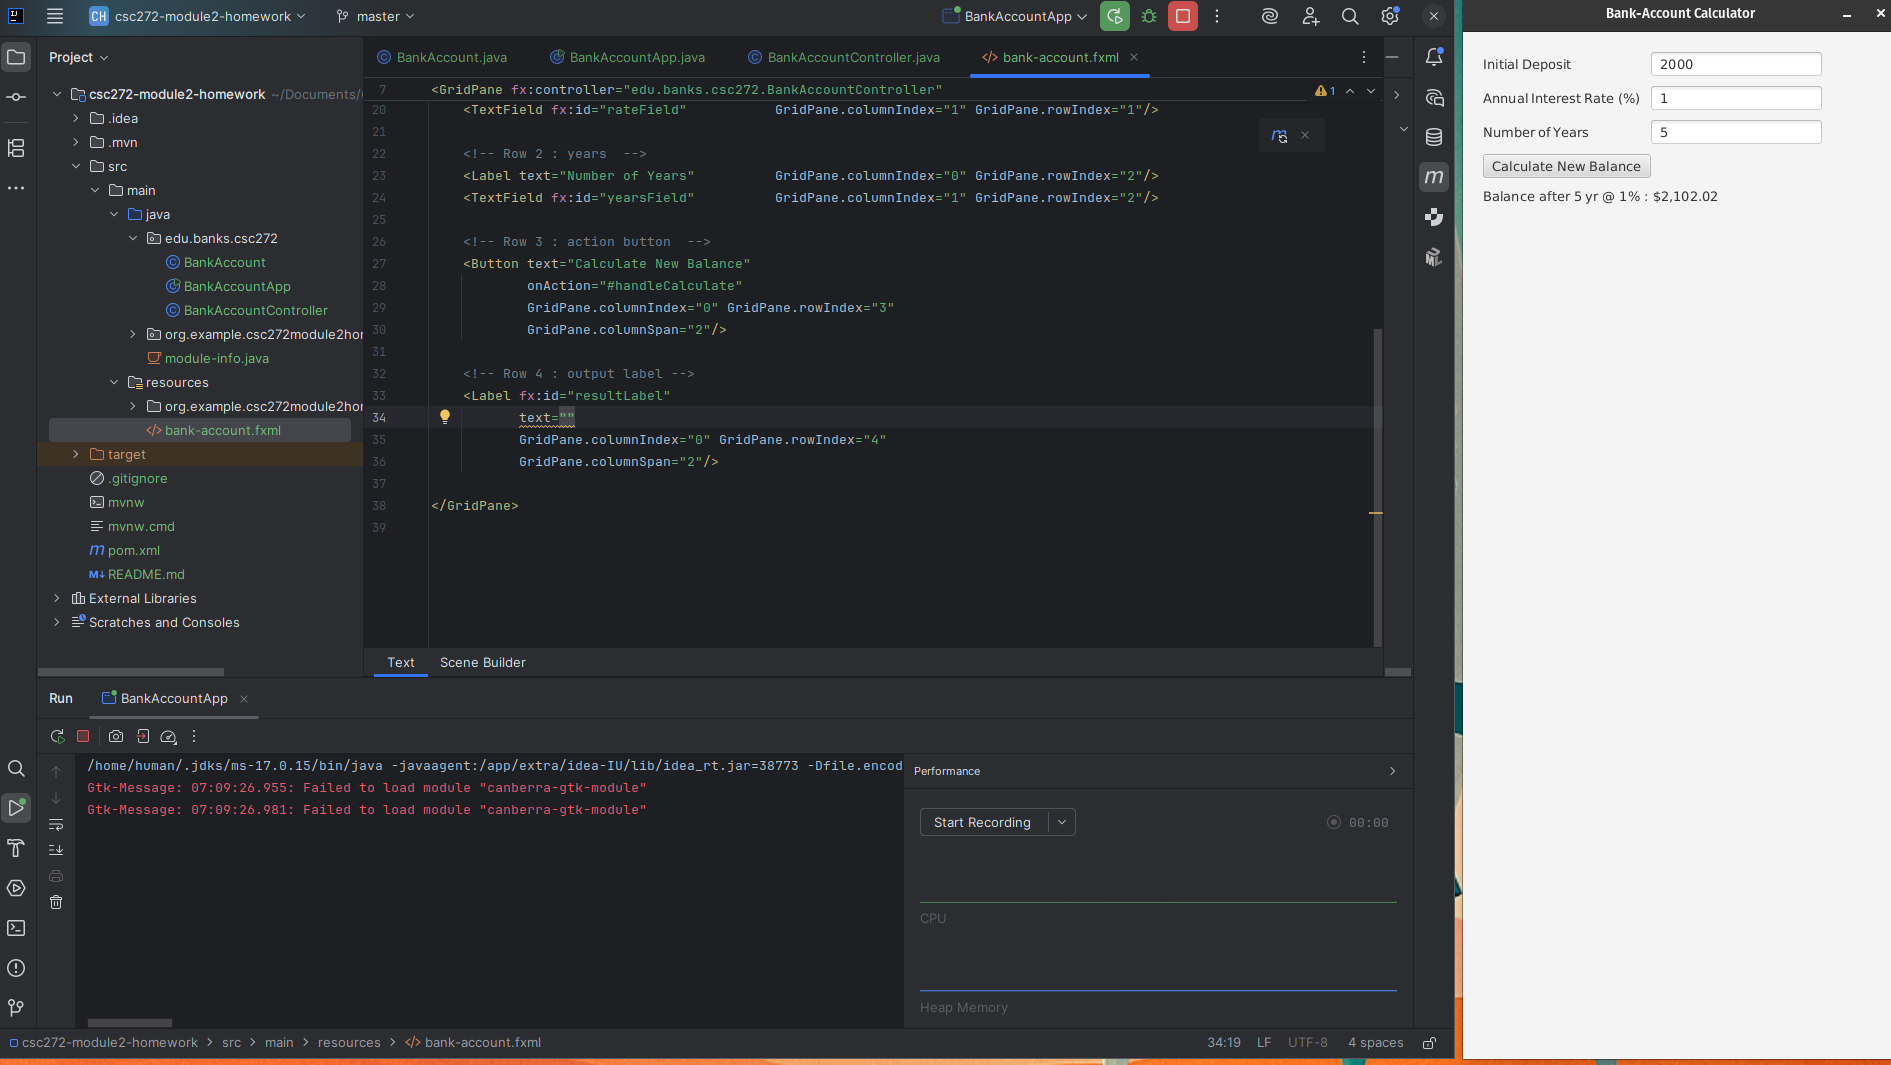 CH csc272-module2-homework master BankAccountApp
Project
csc272-module2-homework ~/Documents/
.idea
.mvn
src
main
java
edu.banks.csc272
BankAccount
BankAccountApp
BankAccountController
org.example.csc272module2hor
module-info.java
resources
org.example.csc272module2hor
bank-account.fxml
target
.gitignore
mvnw
mvnw.cmd
pom.xml
README.md
External Libraries
Scratches and Consoles
BankAccount.java BankAccountApp.java BankAccountController.java bank-account.fxml
7 <GridPane fx:controller="edu.banks.csc272.BankAccountController" 1
20 <TextField fx:id="rateField" GridPane.columnIndex="1" GridPane.rowIndex="1"/>
21
22 <!-- Row 2 : years -->
23 <Label text="Number of Years" GridPane.columnIndex="0" GridPane.rowIndex="2"/>
24 <TextField fx:id="yearsField" GridPane.columnIndex="1" GridPane.rowIndex="2"/>
25
26 <!-- Row 3 : action button -->
27 <Button text="Calculate New Balance"
28 onAction="#handleCalculate"
29 GridPane.columnIndex="0" GridPane.rowIndex="3"
30 GridPane.columnSpan="2"/>
31
32 <!-- Row 4 : output label -->
33 <Label fx:id="resultLabel"
34 text=""
35 GridPane.columnIndex="0" GridPane.rowIndex="4"
36 GridPane.columnSpan="2"/>
37
38 </GridPane>
39
Text Scene Builder
Run BankAccountApp
/home/human/.jdks/ms-17.0.15/bin/java -javaagent:/app/extra/idea-IU/lib/idea_rt.jar=38773 -Dfile.encod
Gtk-Message: 07:09:26.955: Failed to load module "canberra-gtk-module"
Gtk-Message: 07:09:26.981: Failed to load module "canberra-gtk-module"
Performance
Start Recording 00:00
CPU
Heap Memory
csc272-module2-homework > src > main > resources > bank-account.fxml 34:19 LF UTF-8 4 spaces
Bank-Account Calculator
Initial Deposit 2000
Annual Interest Rate (%) 1
Number of Years 5
Calculate New Balance
Balance after 5 yr @ 1% : $2,102.02